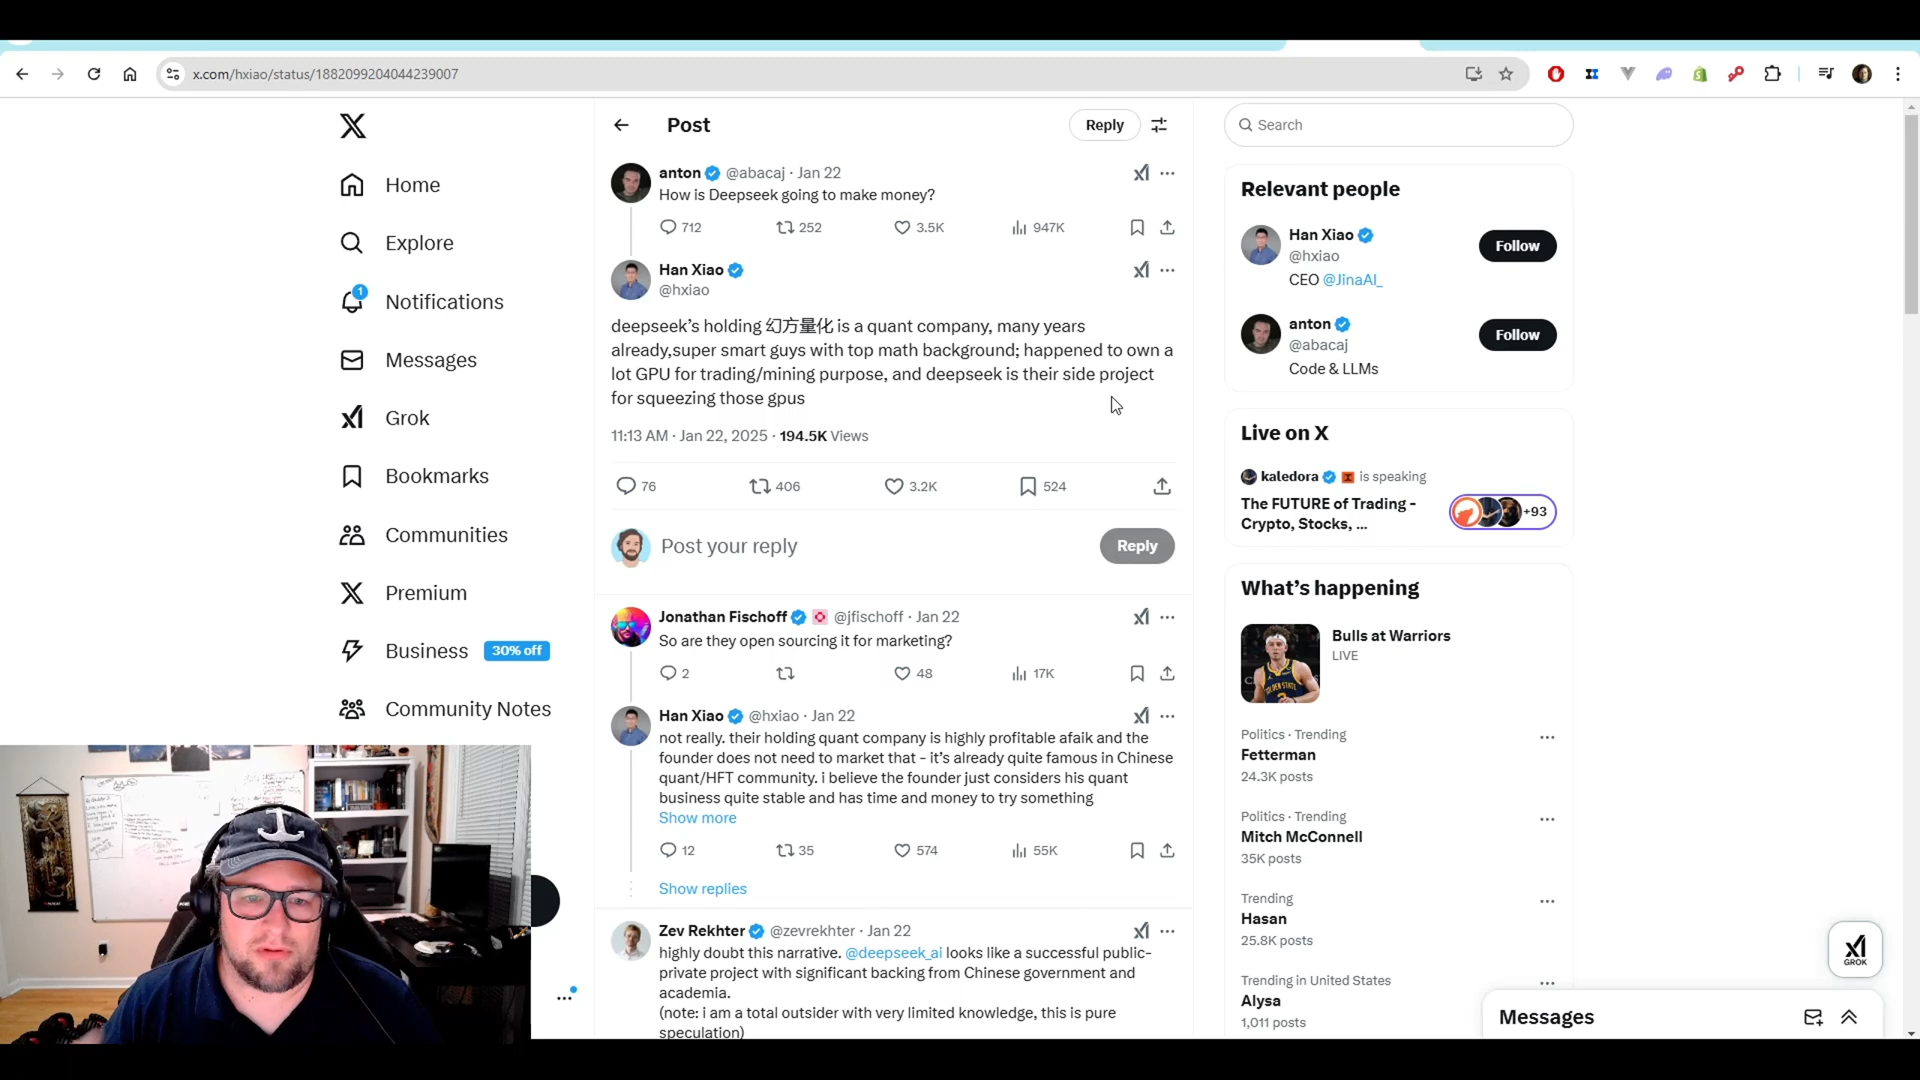 x.com/hxiao/status/1882099204044239007
Home
Explore
1
Notifications
Messages
Grok
Bookmarks
Communities
Premium
Business 30% off
Community Notes
Post
Reply
anton @abacaj · Jan 22
How is Deepseek going to make money?
712 252 3.5K 947K
Han Xiao
@hxiao
deepseek's holding 幻方量化 is a quant company, many years
already,super smart guys with top math background; happened to own a
lot GPU for trading/mining purpose, and deepseek is their side project
for squeezing those gpus
11:13 AM · Jan 22, 2025 · 194.5K Views
76 406 3.2K 524
Post your reply
Reply
Jonathan Fischoff @jfischoff · Jan 22
So are they open sourcing it for marketing?
2 48 17K
Han Xiao @hxiao · Jan 22
not really. their holding quant company is highly profitable afaik and the
founder does not need to market that - it's already quite famous in Chinese
quant/HFT community. i believe the founder just considers his quant
business quite stable and has time and money to try something
Show more
12 35 574 55K
Show replies
Zev Rekhter @zevrekhter · Jan 22
highly doubt this narrative. @deepseek_ai looks like a successful public-
private project with significant backing from Chinese government and
academia.
(note: i am a total outsider with very limited knowledge, this is pure
speculation)
Search
Relevant people
Han Xiao
@hxiao
Follow
CEO @JinaAI_
anton
@abacaj
Follow
Code & LLMs
Live on X
kaledora is speaking
The FUTURE of Trading -
Crypto, Stocks, ...
+93
What's happening
Bulls at Warriors
LIVE
Politics · Trending
Fetterman
24.3K posts
Politics · Trending
Mitch McConnell
35K posts
Trending
Hasan
25.8K posts
Trending in United States
Alysa
1,011 posts
GROK
Messages